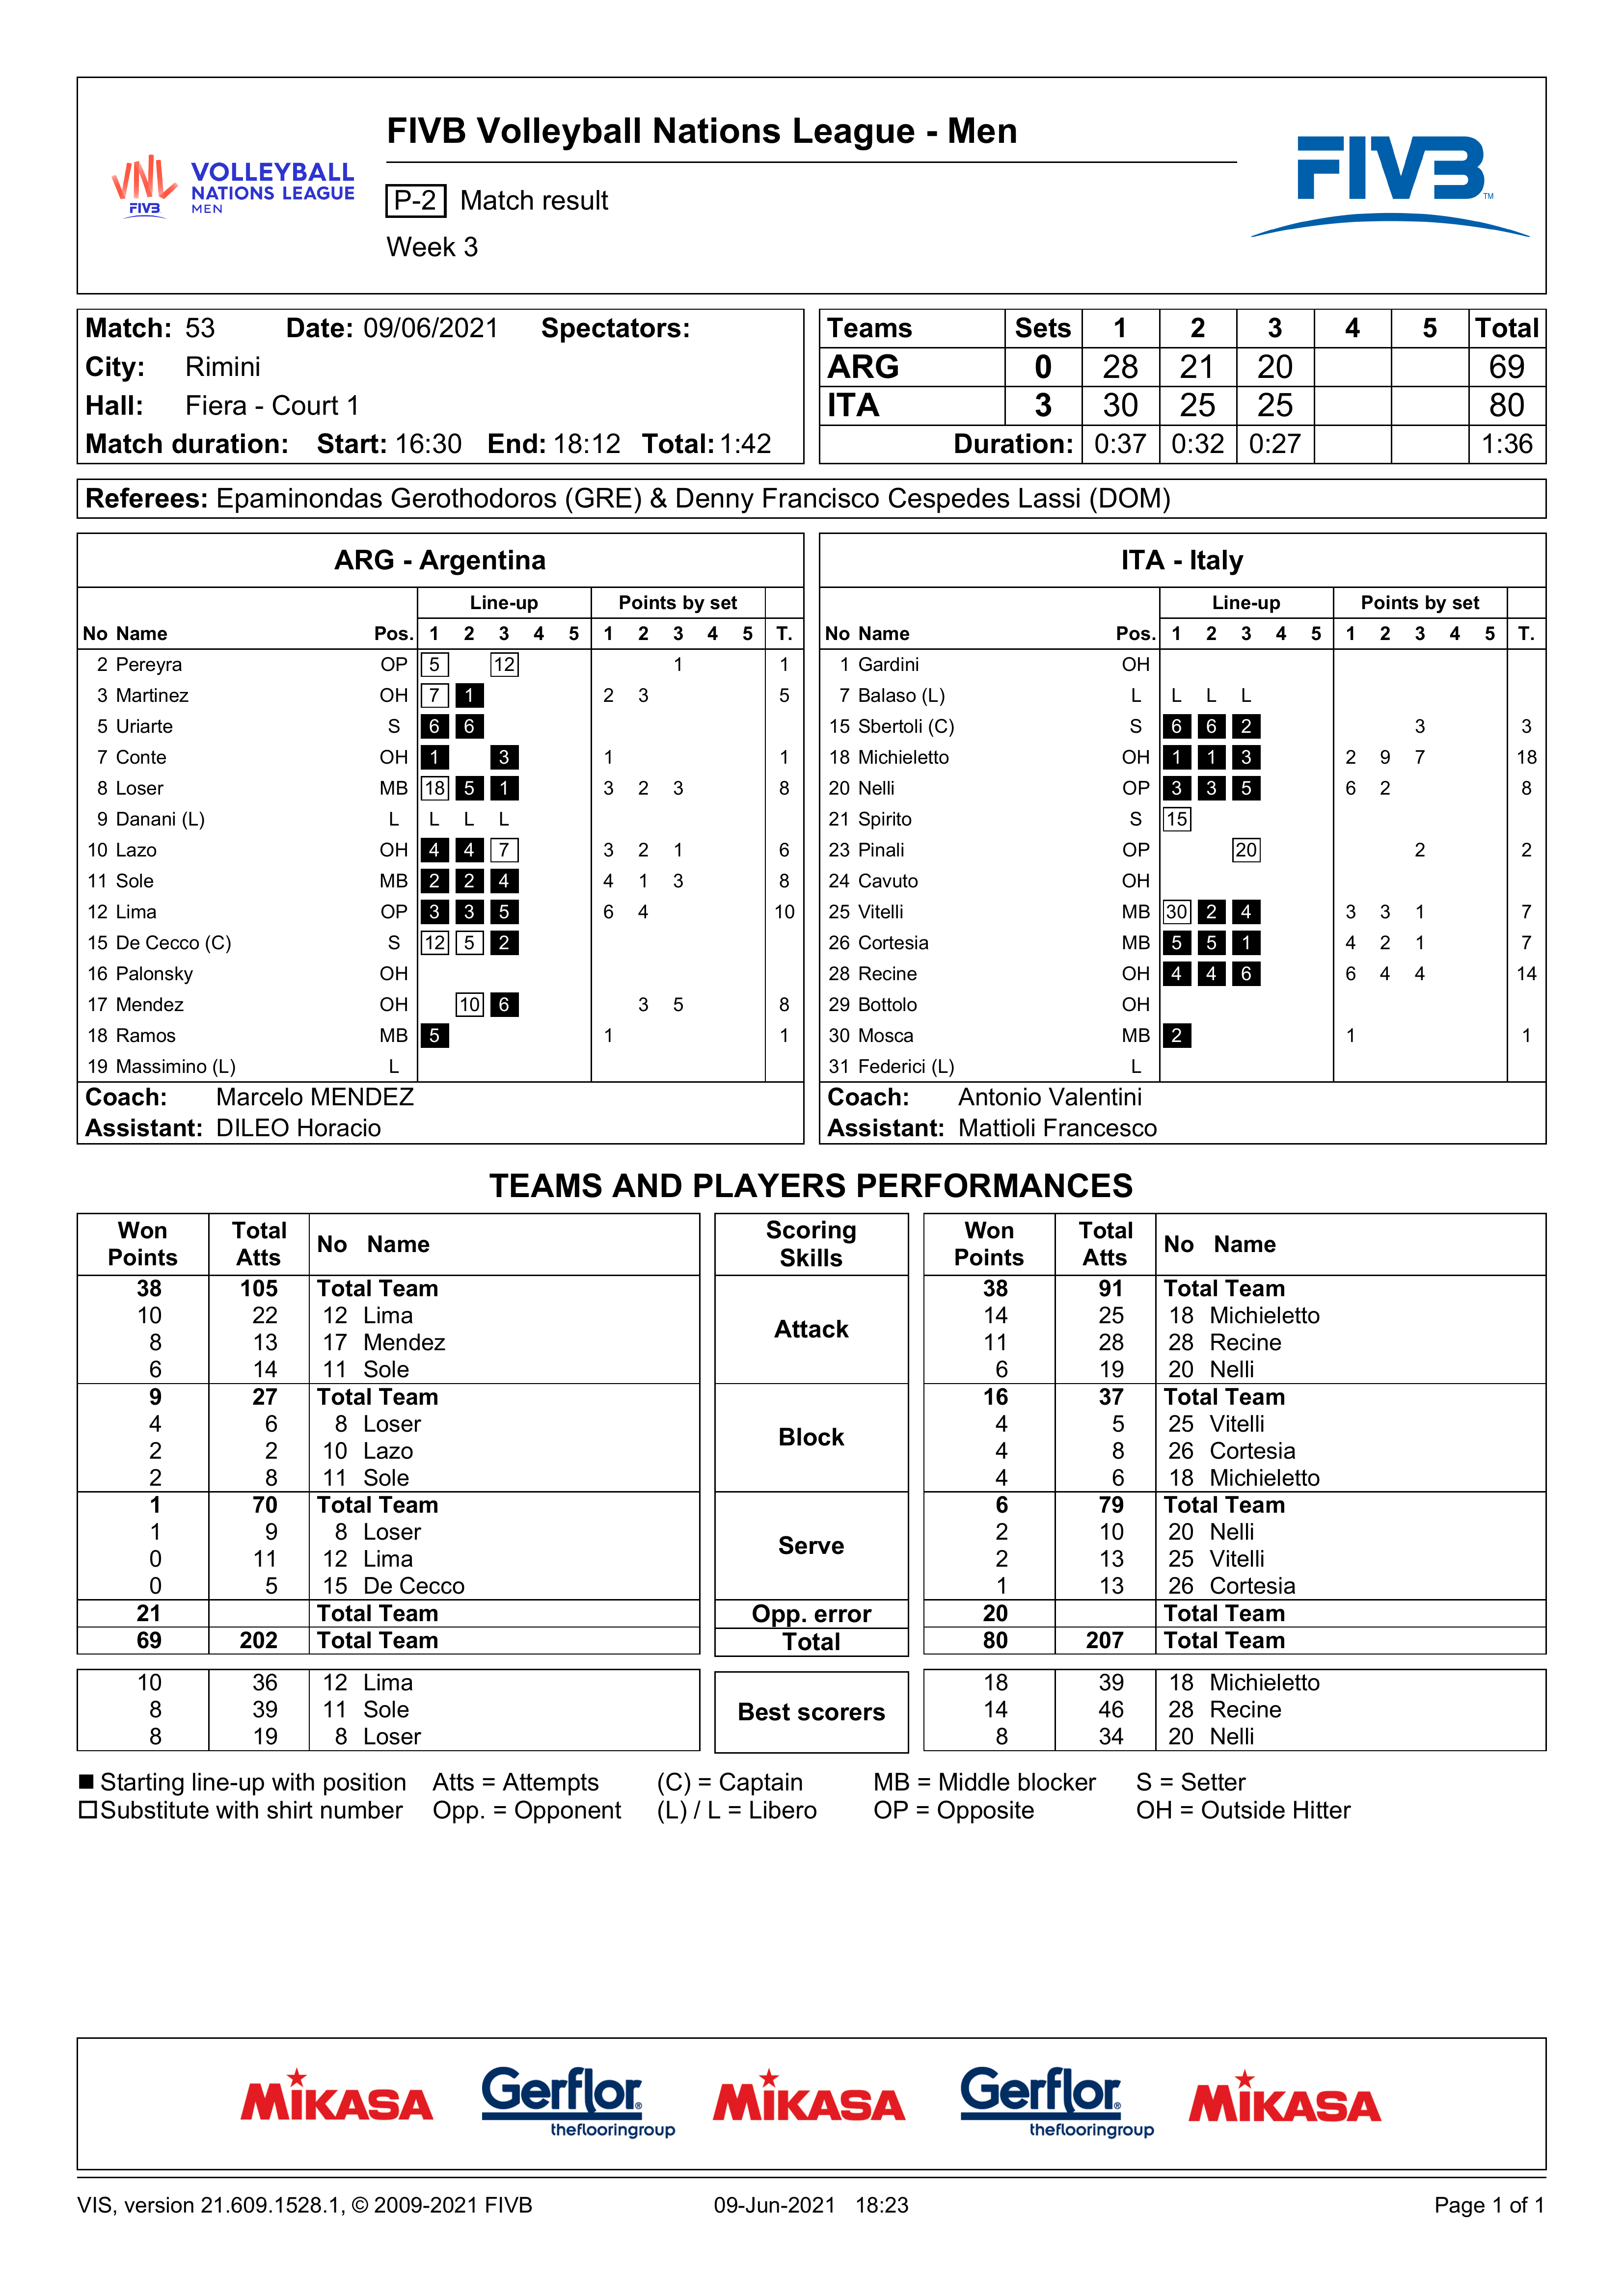 FIVB Volleyball Nations League - Men
VNL FIVB VOLLEYBALL NATIONS LEAGUE MEN
P-2 Match result
Week 3
FIVB TM
Match: 53 Date: 09/06/2021 Spectators:
City: Rimini
Hall: Fiera - Court 1
Match duration: Start: 16:30 End: 18:12 Total: 1:42
Teams Sets 1 2 3 4 5 Total
ARG 0 28 21 20 69
ITA 3 30 25 25 80
Duration: 0:37 0:32 0:27 1:36
Referees: Epaminondas Gerothodoros (GRE) & Denny Francisco Cespedes Lassi (DOM)
ARG - Argentina
Line-up Points by set
No Name Pos. 1 2 3 4 5 1 2 3 4 5 T.
2 Pereyra OP 5 12 1 1
3 Martinez OH 7 1 2 3 5
5 Uriarte S 6 6
7 Conte OH 1 3 1 1
8 Loser MB 18 5 1 3 2 3 8
9 Danani (L) L L L L
10 Lazo OH 4 4 7 3 2 1 6
11 Sole MB 2 2 4 4 1 3 8
12 Lima OP 3 3 5 6 4 10
15 De Cecco (C) S 12 5 2
16 Palonsky OH
17 Mendez OH 10 6 3 5 8
18 Ramos MB 5 1 1
19 Massimino (L) L
Coach: Marcelo MENDEZ
Assistant: DILEO Horacio
ITA - Italy
Line-up Points by set
No Name Pos. 1 2 3 4 5 1 2 3 4 5 T.
1 Gardini OH
7 Balaso (L) L L L L
15 Sbertoli (C) S 6 6 2 3 3
18 Michieletto OH 1 1 3 2 9 7 18
20 Nelli OP 3 3 5 6 2 8
21 Spirito S 15
23 Pinali OP 20 2 2
24 Cavuto OH
25 Vitelli MB 30 2 4 3 3 1 7
26 Cortesia MB 5 5 1 4 2 1 7
28 Recine OH 4 4 6 6 4 4 14
29 Bottolo OH
30 Mosca MB 2 1 1
31 Federici (L) L
Coach: Antonio Valentini
Assistant: Mattioli Francesco
TEAMS AND PLAYERS PERFORMANCES
Won Points Total Atts No Name Scoring Skills Won Points Total Atts No Name
38 105 Total Team Attack 38 91 Total Team
10 22 12 Lima 14 25 18 Michieletto
8 13 17 Mendez 11 28 28 Recine
6 14 11 Sole 6 19 20 Nelli
9 27 Total Team Block 16 37 Total Team
4 6 8 Loser 4 5 25 Vitelli
2 2 10 Lazo 4 8 26 Cortesia
2 8 11 Sole 4 6 18 Michieletto
1 70 Total Team Serve 6 79 Total Team
1 9 8 Loser 2 10 20 Nelli
0 11 12 Lima 2 13 25 Vitelli
0 5 15 De Cecco 1 13 26 Cortesia
21 Total Team Opp. error 20 Total Team
69 202 Total Team Total 80 207 Total Team
10 36 12 Lima Best scorers 18 39 18 Michieletto
8 39 11 Sole 14 46 28 Recine
8 19 8 Loser 8 34 20 Nelli
Starting line-up with position Atts = Attempts (C) = Captain MB = Middle blocker S = Setter
Substitute with shirt number Opp. = Opponent (L) / L = Libero OP = Opposite OH = Outside Hitter
MIKASA Gerflor® theflooringgroup MIKASA Gerflor® theflooringgroup MIKASA
VIS, version 21.609.1528.1, © 2009-2021 FIVB 09-Jun-2021 18:23 Page 1 of 1